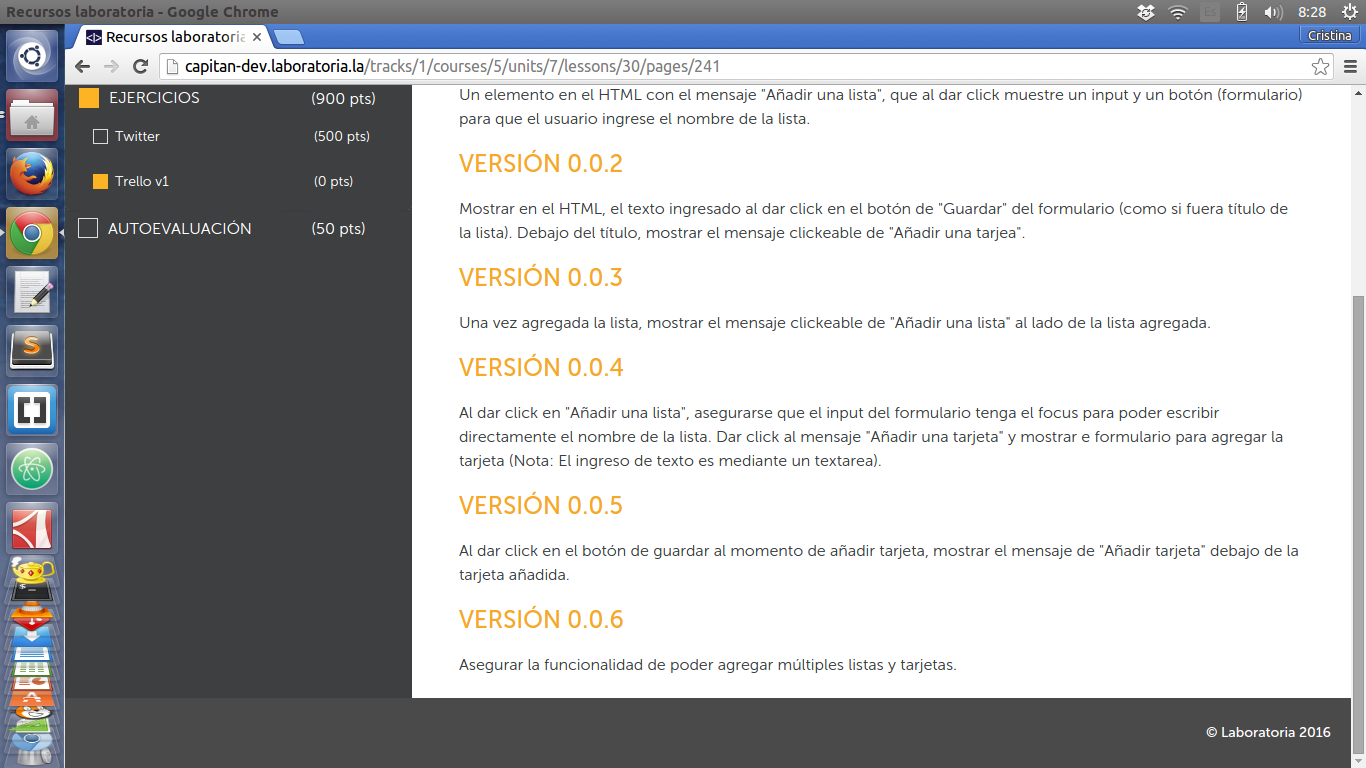 Recursos laboratoria - Google Chrome
8:28
Recursos laboratoria
Cristina
capitan-dev.laboratoria.la/tracks/1/courses/5/units/7/lessons/30/pages/241
EJERCICIOS (900 pts)
Twitter (500 pts)
Trello v1 (0 pts)
AUTOEVALUACIÓN (50 pts)
Un elemento en el HTML con el mensaje "Añadir una lista", que al dar click muestre un input y un botón (formulario)
para que el usuario ingrese el nombre de la lista.
VERSIÓN 0.0.2
Mostrar en el HTML, el texto ingresado al dar click en el botón de "Guardar" del formulario (como si fuera título de
la lista). Debajo del título, mostrar el mensaje clickeable de "Añadir una tarjea".
VERSIÓN 0.0.3
Una vez agregada la lista, mostrar el mensaje clickeable de "Añadir una lista" al lado de la lista agregada.
VERSIÓN 0.0.4
Al dar click en "Añadir una lista", asegurarse que el input del formulario tenga el focus para poder escribir
directamente el nombre de la lista. Dar click al mensaje "Añadir una tarjeta" y mostrar e formulario para agregar la
tarjeta (Nota: El ingreso de texto es mediante un textarea).
VERSIÓN 0.0.5
Al dar click en el botón de guardar al momento de añadir tarjeta, mostrar el mensaje de "Añadir tarjeta" debajo de la
tarjeta añadida.
VERSIÓN 0.0.6
Asegurar la funcionalidad de poder agregar múltiples listas y tarjetas.
© Laboratoria 2016